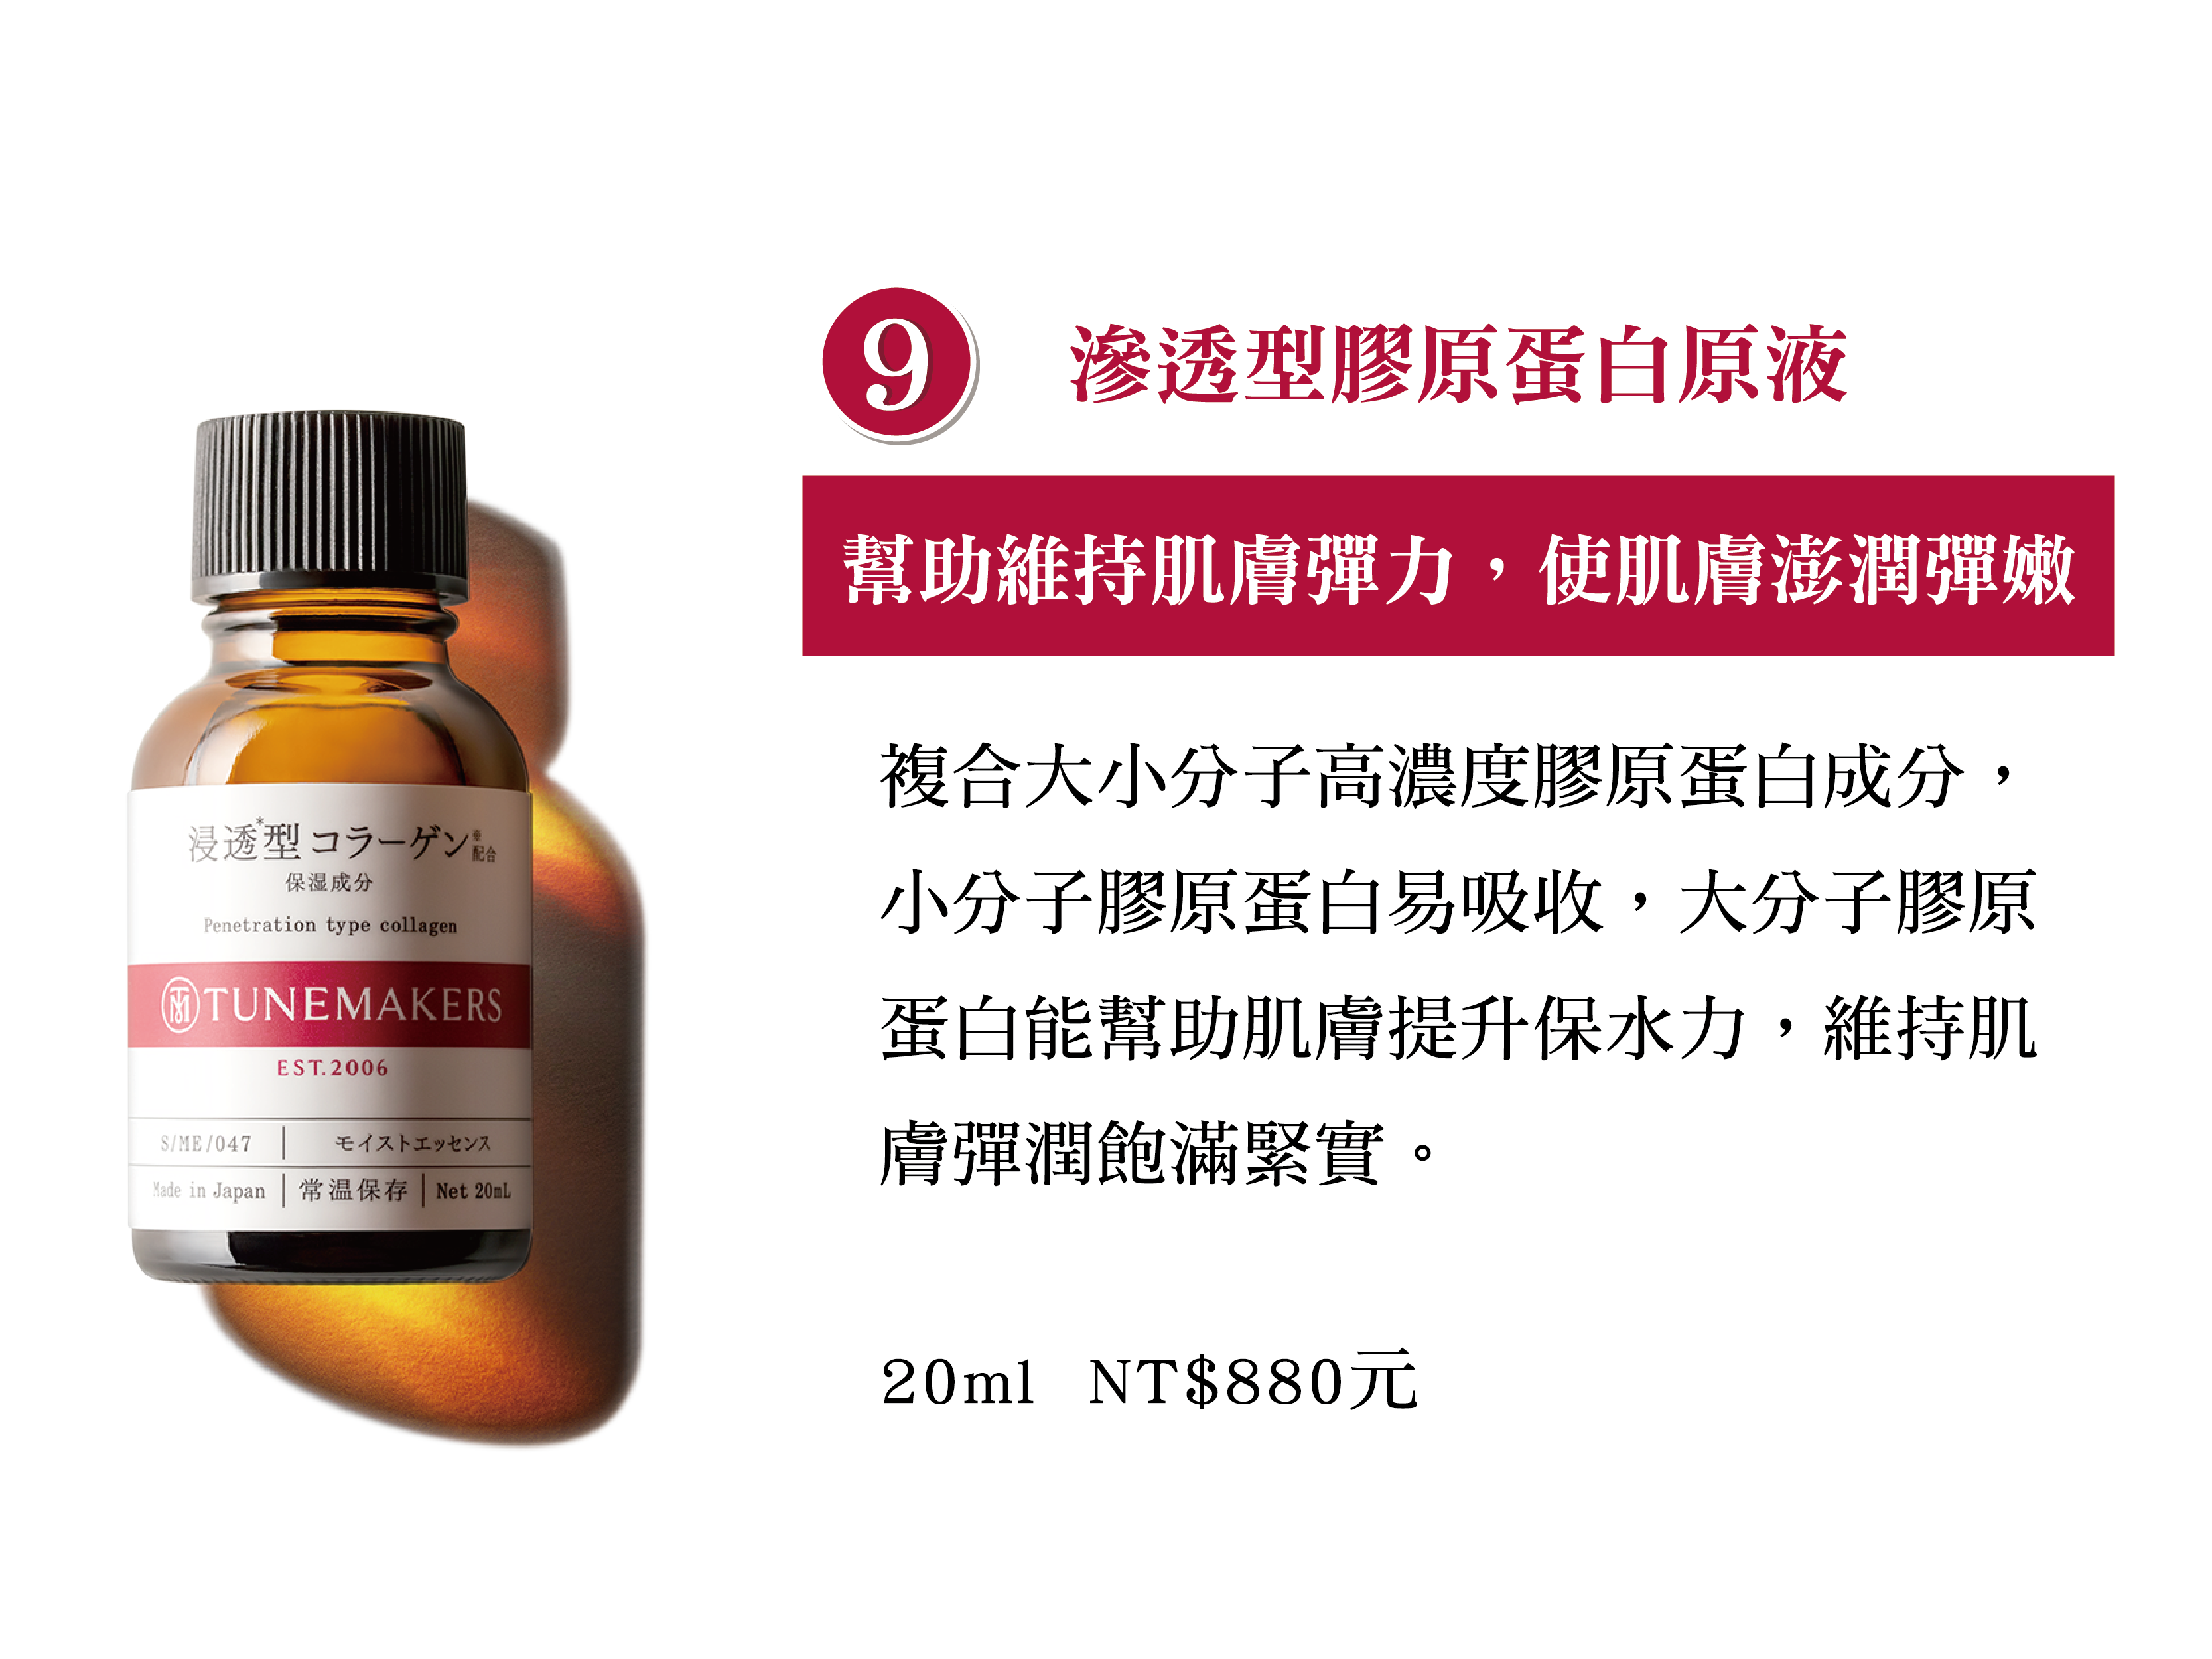 9 滲透型膠原蛋白原液
幫助維持肌膚彈力，使肌膚澎潤彈嫩
複合大小分子高濃度膠原蛋白成分，
小分子膠原蛋白易吸收，大分子膠原
蛋白能幫助肌膚提升保水力，維持肌
膚彈潤飽滿緊實。
20ml NT$880元
浸透*型コラーゲン※配合
保湿成分
Penetration type collagen
TM TUNEMAKERS
EST.2006
S/ME/047 モイストエッセンス
Made in Japan 常温保存 Net 20mL